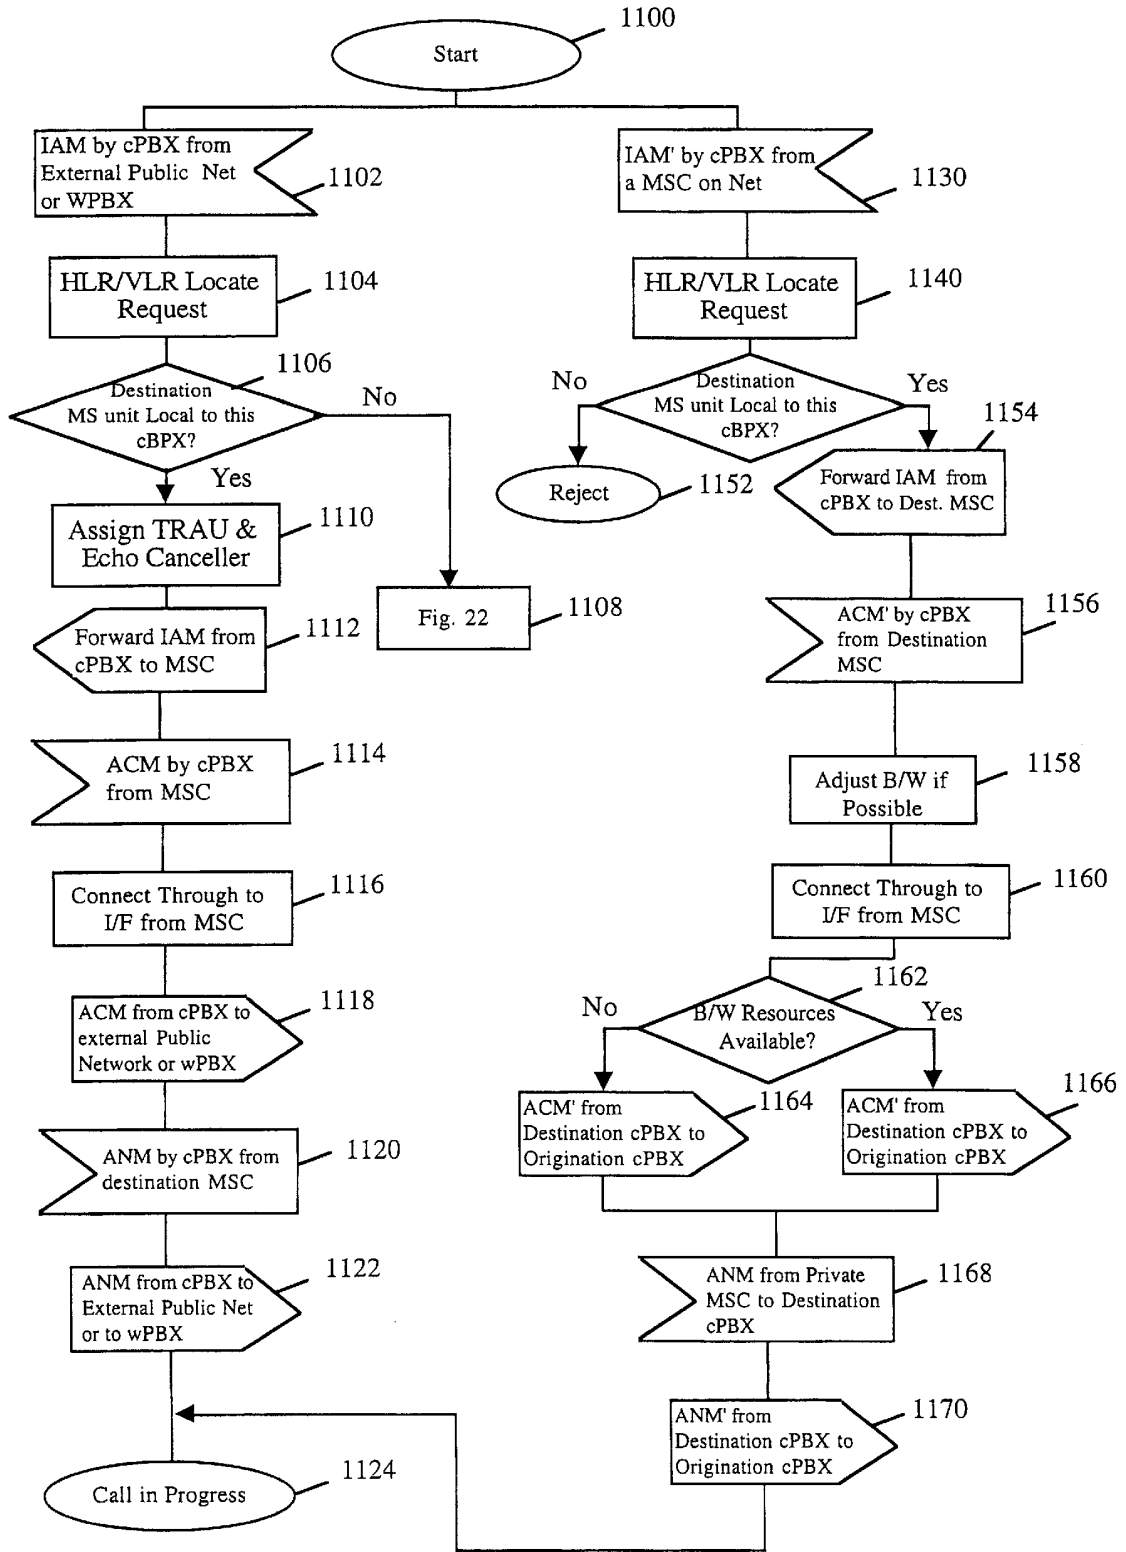 1100
Start
IAM by cPBX from
External Public Net
or WPBX
1102
HLR/VLR Locate
Request
1104
1106
Destination
MS unit Local to this
cBPX?
No
Yes
Assign TRAU &
Echo Canceller
1110
Fig. 22
1108
Forward IAM from
cPBX to MSC
1112
ACM by cPBX
from MSC
1114
Connect Through to
I/F from MSC
1116
ACM from cPBX to
external Public
Network or wPBX
1118
ANM by cPBX from
destination MSC
1120
ANM from cPBX to
External Public Net
or to wPBX
1122
Call in Progress
1124
IAM' by cPBX from
a MSC on Net
1130
HLR/VLR Locate
Request
1140
Destination
MS unit Local to this
cBPX?
No
Yes
Reject
1152
1154
Forward IAM from
cPBX to Dest. MSC
ACM' by cPBX
from Destination
MSC
1156
Adjust B/W if
Possible
1158
Connect Through to
I/F from MSC
1160
1162
B/W Resources
Available?
No
Yes
ACM' from
Destination cPBX to
Origination cPBX
1164
ACM' from
Destination cPBX to
Origination cPBX
1166
ANM from Private
MSC to Destination
cPBX
1168
ANM' from
Destination cPBX to
Origination cPBX
1170